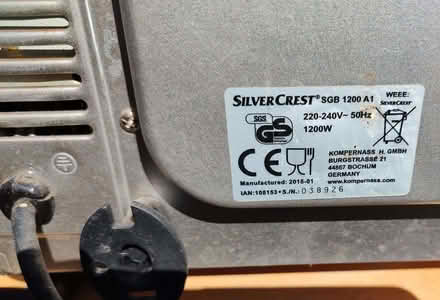 SILVERCREST® SGB 1200 A1
WEEE:
SILVERCREST
220-240V~ 50Hz
1200W
SGS
GS
CE
KOMPERNASS H. GMBH
BURGSTRASSE 21
44867 BOCHUM
GERMANY
www.kompernass.com
Manufactured: 2015-01
IAN:108153 • S./N.: 038926